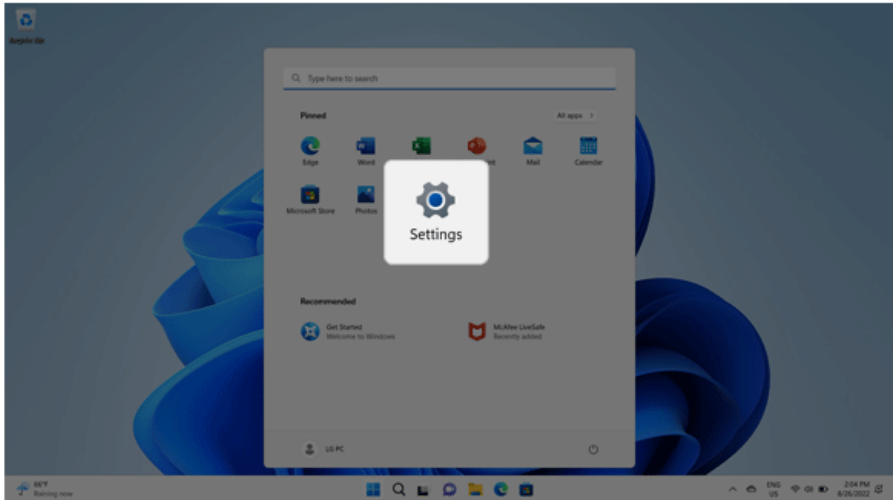 Recycle Bin
Type here to search
Pinned
All apps >
Edge
Word
Mail
Calendar
Microsoft Store
Photos
Settings
Recommended
Get Started
Welcome to Windows
McAfee LiveSafe
Recently added
LG PC
66°F
Raining now
ENG
US
2:04 PM
8/26/2022